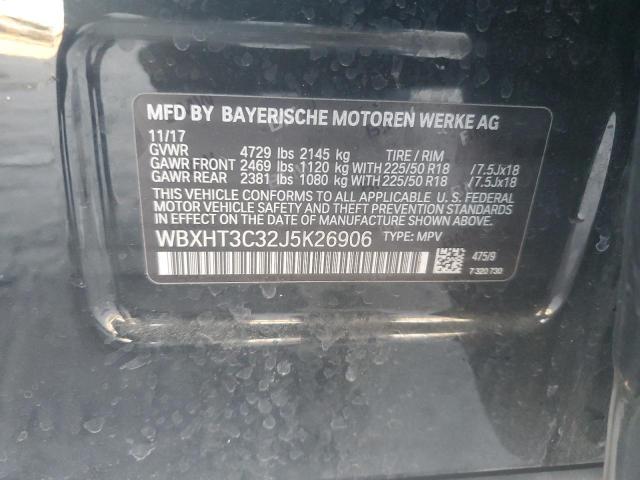 MFD BY BAYERISCHE MOTOREN WERKE AG
11/17
GVWR 4729 lbs 2145 kg TIRE / RIM
GAWR FRONT 2469 lbs 1120 kg WITH 225/50 R18 /7.5Jx18
GAWR REAR 2381 lbs 1080 kg WITH 225/50 R18 /7.5Jx18
THIS VEHICLE CONFORMS TO ALL APPLICABLE U.S. FEDERAL
MOTOR VEHICLE SAFETY AND THEFT PREVENTION STANDARDS
IN EFFECT ON THE DATE OF MANUFACTURE SHOWN ABOVE.
WBXHT3C32J5K26906 TYPE: MPV
475/9
7 320 730